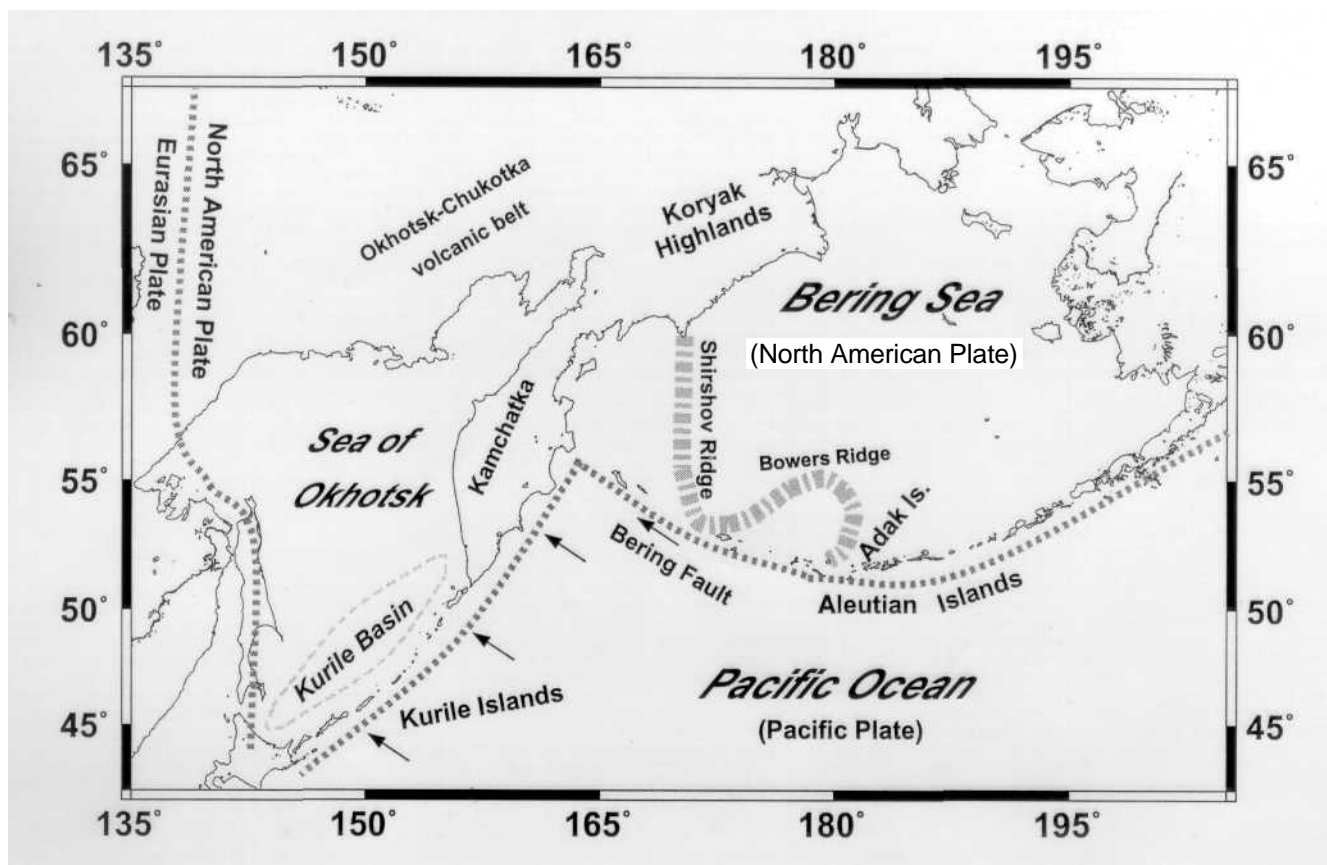 135° 150° 165° 180° 195°
65° 65°
60° 60°
55° 55°
50° 50°
45° 45°
North American Plate
Eurasian Plate
Okhotsk-Chukotka
volcanic belt
Koryak
Highlands
Bering Sea
(North American Plate)
Shirshov Ridge
Kamchatka
Sea of
Okhotsk
Bowers Ridge
Adak Is.
Bering Fault
Aleutian Islands
Kurile Basin
Kurile Islands
Pacific Ocean
(Pacific Plate)
135° 150° 165° 180° 195°